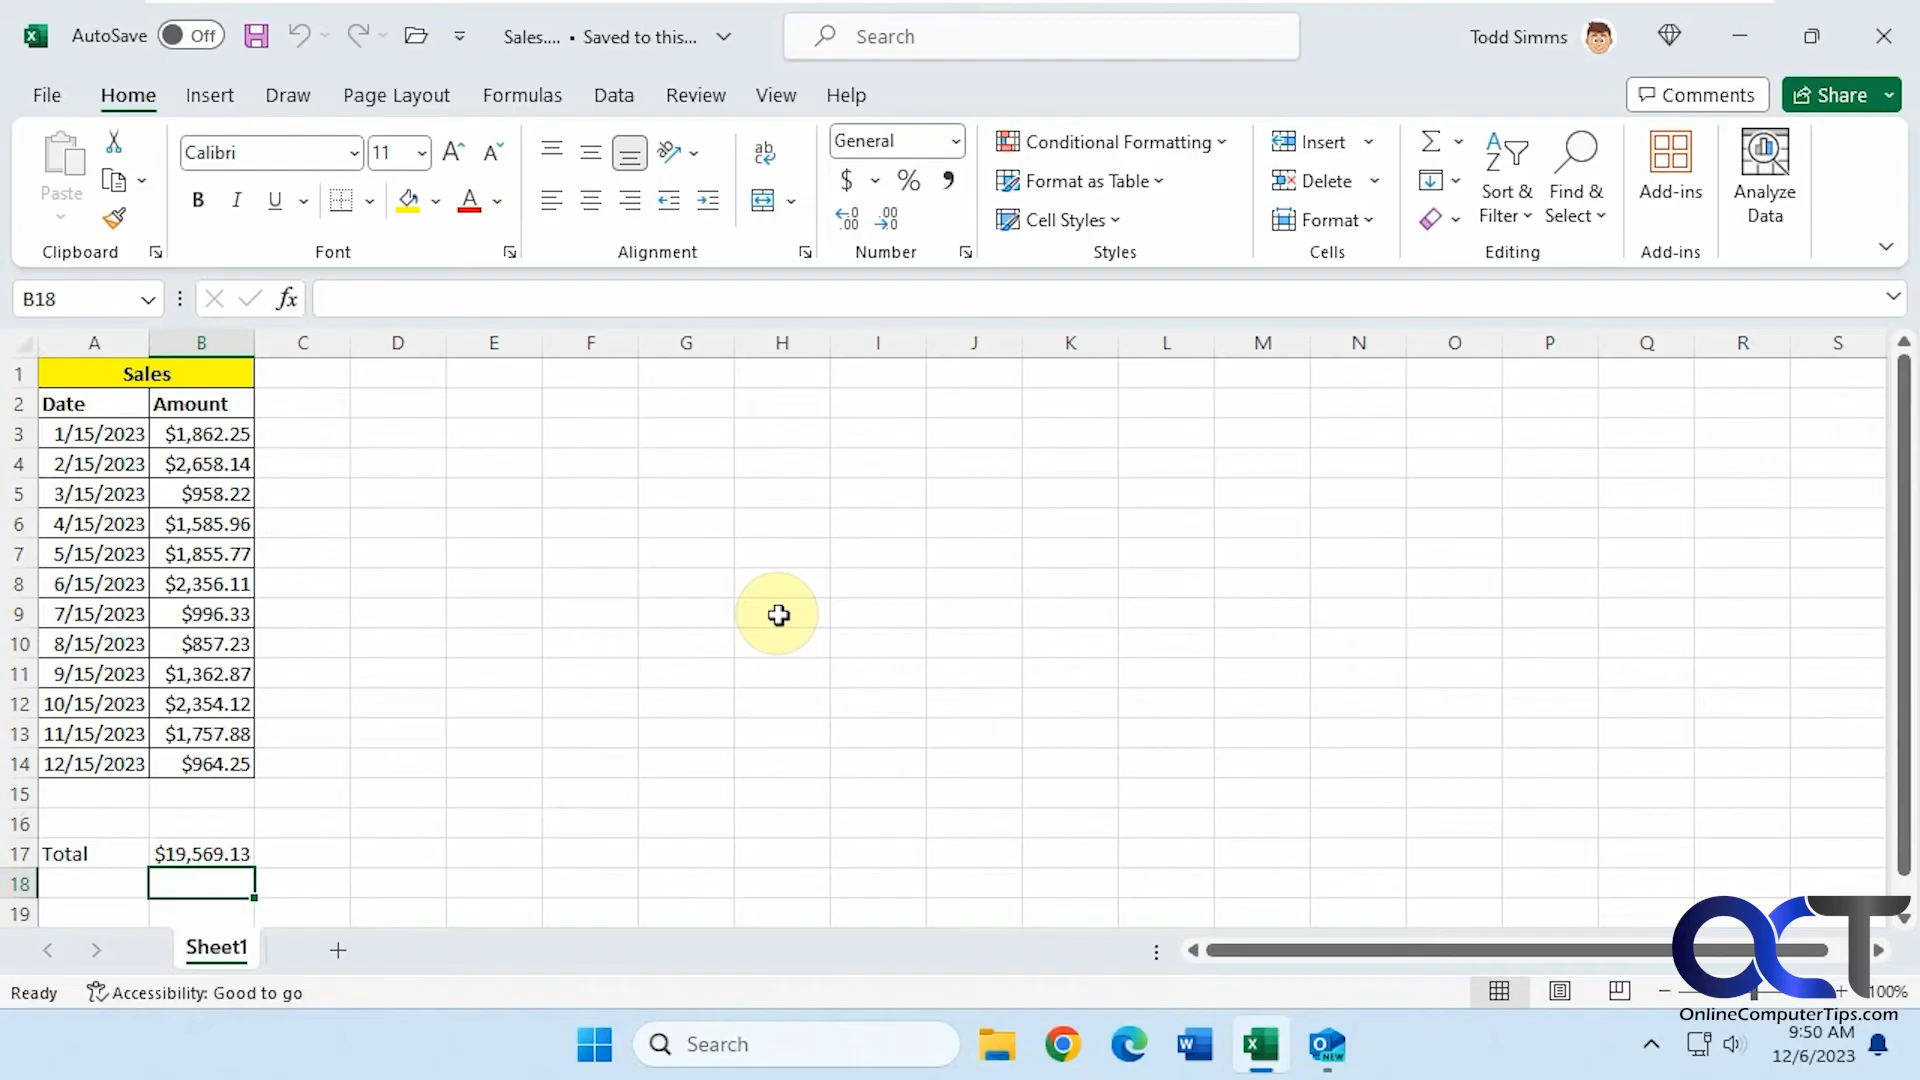 AutoSave Off Sales.... • Saved to this... Search Todd Simms
File Home Insert Draw Page Layout Formulas Data Review View Help Comments Share
Paste Clipboard
Calibri 11 B I U A Font
ab c Alignment
General $ % 9 .00 Number
Conditional Formatting
Format as Table
Cell Styles
Styles
Insert
Delete
Format
Cells
Sort & Filter
Find & Select
Editing
Add-ins
Add-ins
Analyze Data
B18 fx
A B C D E F G H I J K L M N O P Q R S
1 Sales
2 Date Amount
3 1/15/2023 $1,862.25
4 2/15/2023 $2,658.14
5 3/15/2023 $958.22
6 4/15/2023 $1,585.96
7 5/15/2023 $1,855.77
8 6/15/2023 $2,356.11
9 7/15/2023 $996.33
10 8/15/2023 $857.23
11 9/15/2023 $1,362.87
12 10/15/2023 $2,354.12
13 11/15/2023 $1,757.88
14 12/15/2023 $964.25
15
16
17 Total $19,569.13
18
19
Sheet1
Ready Accessibility: Good to go 100%
OCT
OnlineComputerTips.com
Search
9:50 AM
12/6/2023